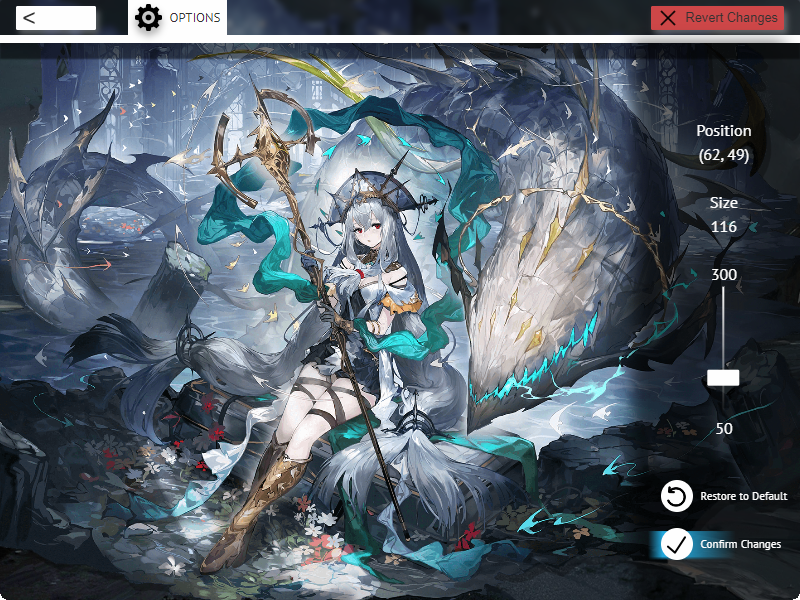 <
OPTIONS
Revert Changes
Position
(62, 49)
Size
116
300
50
Restore to Default
Confirm Changes